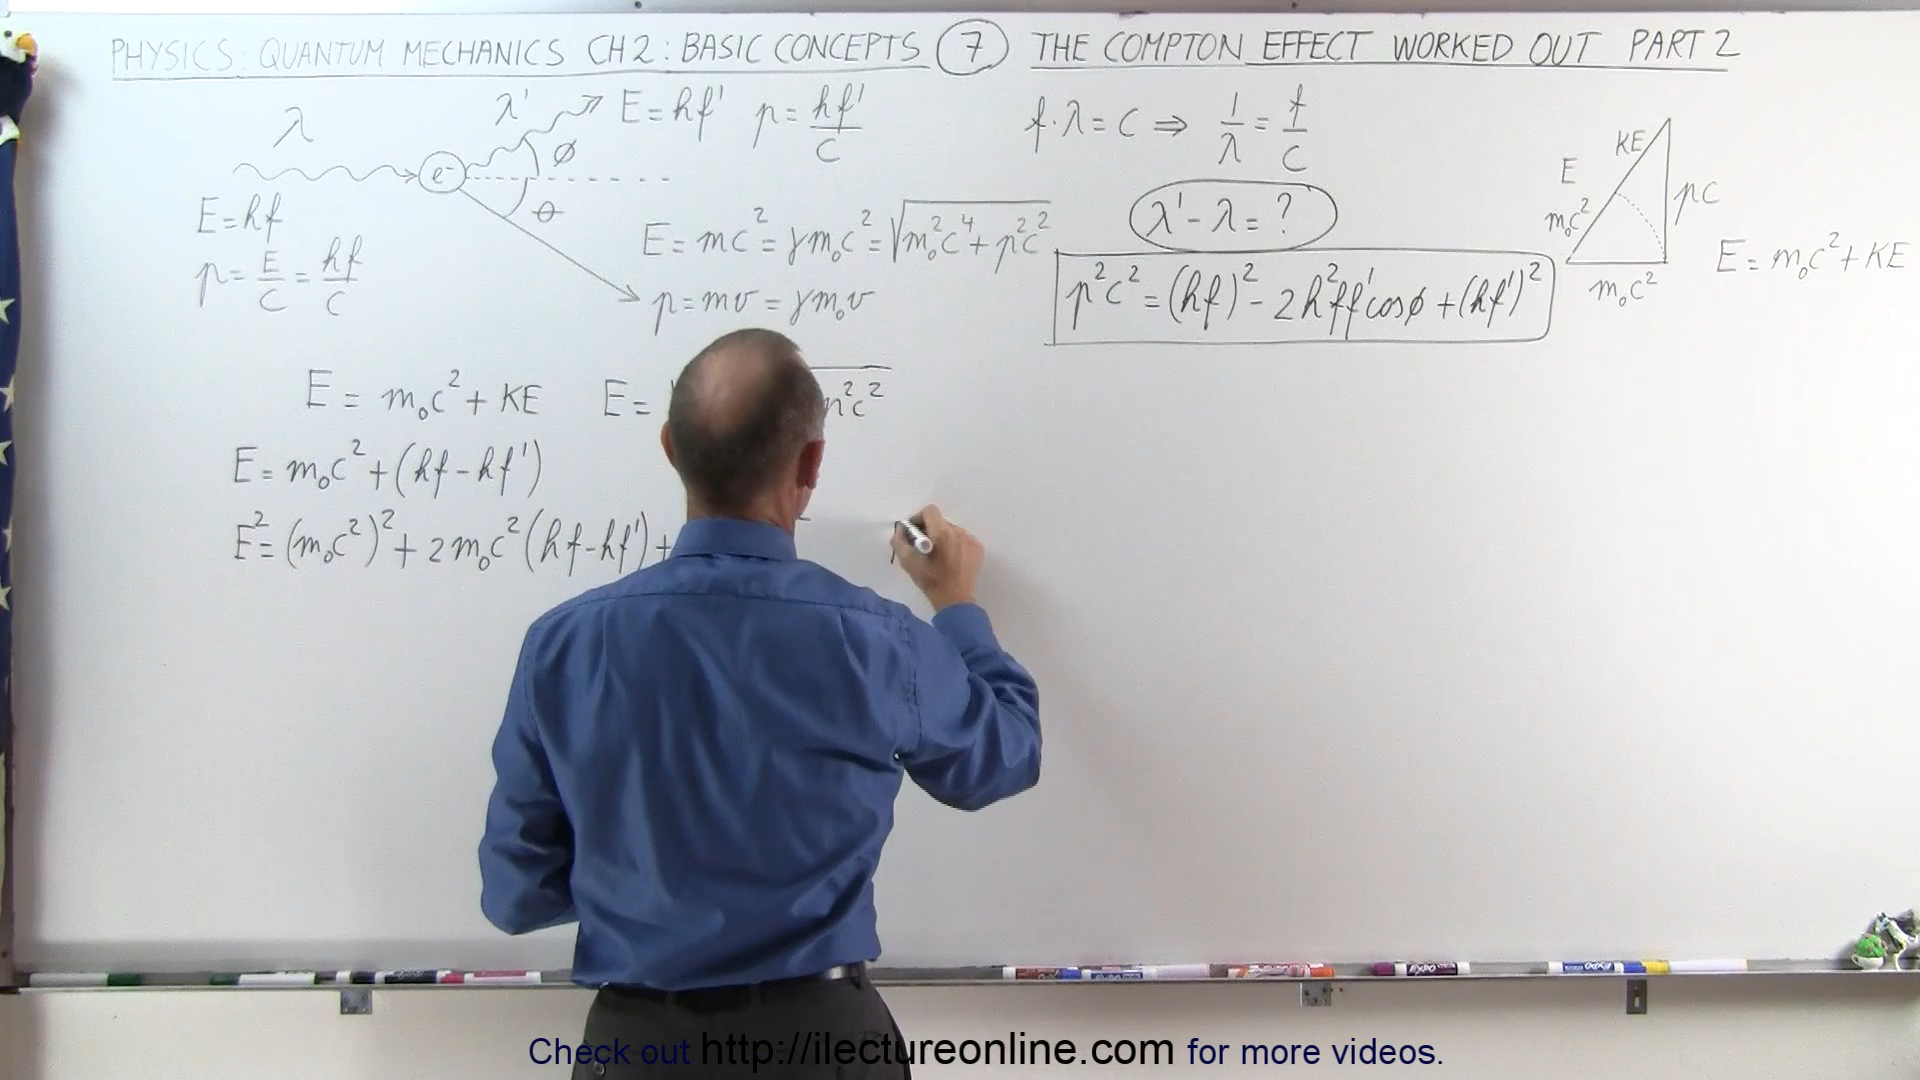 PHYSICS: QUANTUM MECHANICS CH 2: BASIC CONCEPTS 7 THE COMPTON EFFECT WORKED OUT PART 2
λ
λ'
E = hf' p = hf'/c
e⁻
ø
θ
E = hf
p = E/c = hf/c
E = mc² = γm₀c² = √(m₀²c⁴ + p²c²)
p = mv = γm₀v
f·λ = c ⇒ 1/λ = f/c
λ' - λ = ?
p²c² = (hf)² - 2h²ff'cosø + (hf')²
KE
E
m₀c²
pc
m₀c²
E = m₀c² + KE
E = m₀c² + KE E = p²c²
E = m₀c² + (hf - hf')
E² = (m₀c²)² + 2m₀c²(hf - hf') +
EXPO
Check out http://ilectureonline.com for more videos.